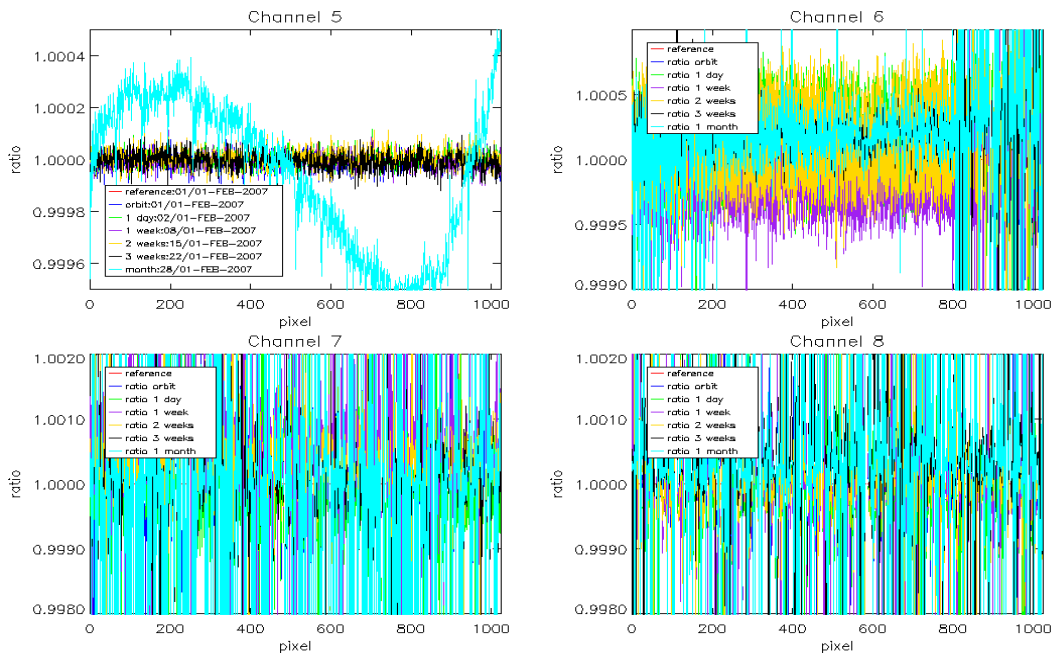 Channel 5
1.0004
1.0002
1.0000
0.9998
0.9996
ratio
reference:01/01-FEB-2007
orbit:01/01-FEB-2007
1 day:02/01-FEB-2007
1 week:08/01-FEB-2007
2 weeks:15/01-FEB-2007
3 weeks:22/01-FEB-2007
month:28/01-FEB-2007
0 200 400 600 800 1000
pixel
Channel 6
1.0005
1.0000
0.9995
0.9990
ratio
reference
ratio orbit
ratio 1 day
ratio 1 week
ratio 2 weeks
ratio 3 weeks
ratio 1 month
0 200 400 600 800 1000
pixel
Channel 7
1.0020
1.0010
1.0000
0.9990
0.9980
ratio
reference
ratio orbit
ratio 1 day
ratio 1 week
ratio 2 weeks
ratio 3 weeks
ratio 1 month
0 200 400 600 800 1000
pixel
Channel 8
1.0020
1.0010
1.0000
0.9990
0.9980
ratio
reference
ratio orbit
ratio 1 day
ratio 1 week
ratio 2 weeks
ratio 3 weeks
ratio 1 month
0 200 400 600 800 1000
pixel